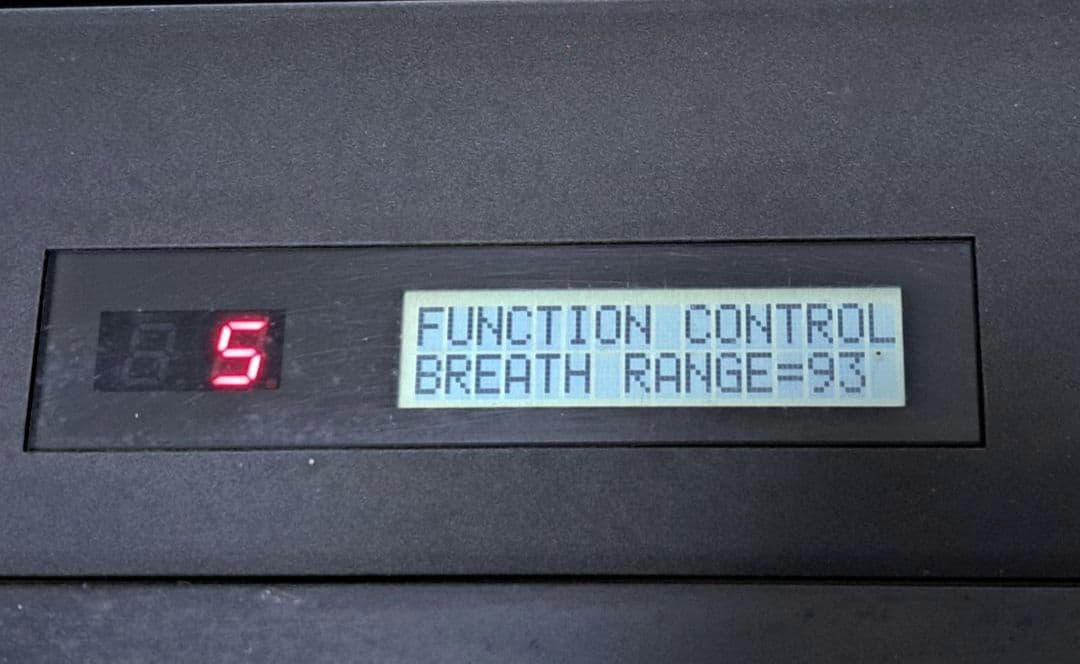 5
FUNCTION CONTROL
BREATH RANGE=93